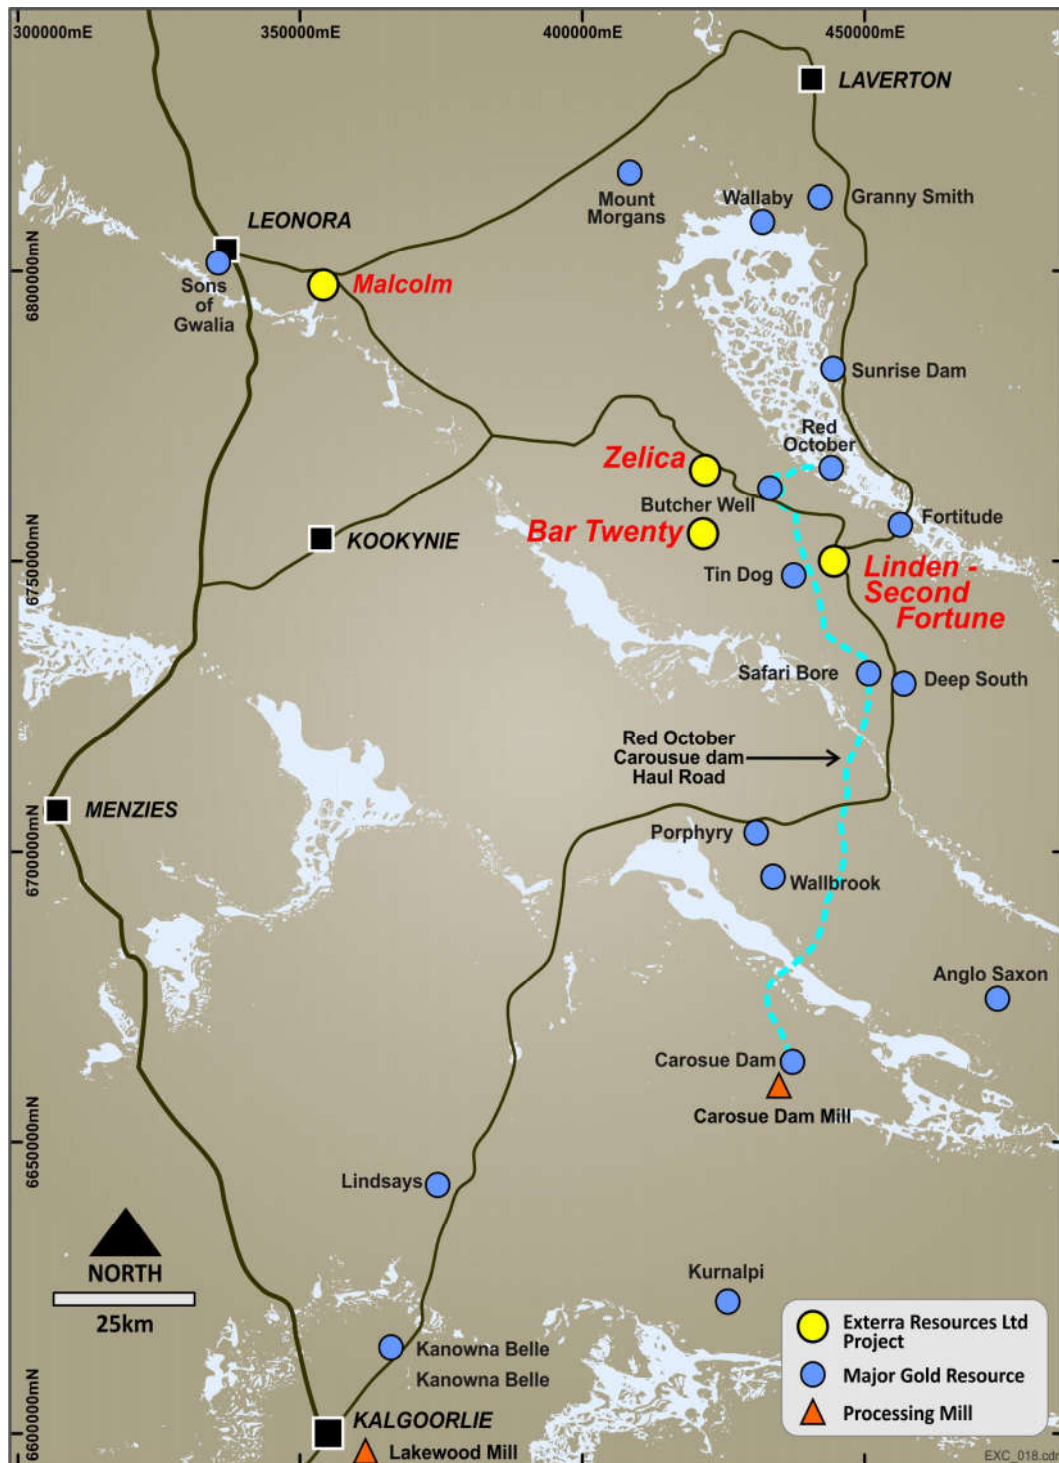 300000mE
350000mE
400000mE
450000mE
LAVERTON
Mount
Morgans
Wallaby
Granny Smith
LEONORA
6800000mN
Sons
of
Gwalia
Malcolm
Sunrise Dam
Red
October
Zelica
Butcher Well
Fortitude
Bar Twenty
KOOKYNIE
6750000mN
Tin Dog
Linden -
Second
Fortune
Safari Bore
Deep South
Red October
Carousue dam
Haul Road
MENZIES
Porphyry
6700000mN
Wallbrook
Anglo Saxon
Carosue Dam
Carosue Dam Mill
6650000mN
Lindsays
NORTH
25km
Kurnalpi
Kanowna Belle
Kanowna Belle
KALGOORLIE
6600000mN
Lakewood Mill
Exterra Resources Ltd
Project
Major Gold Resource
Processing Mill
EXC_018.cdr